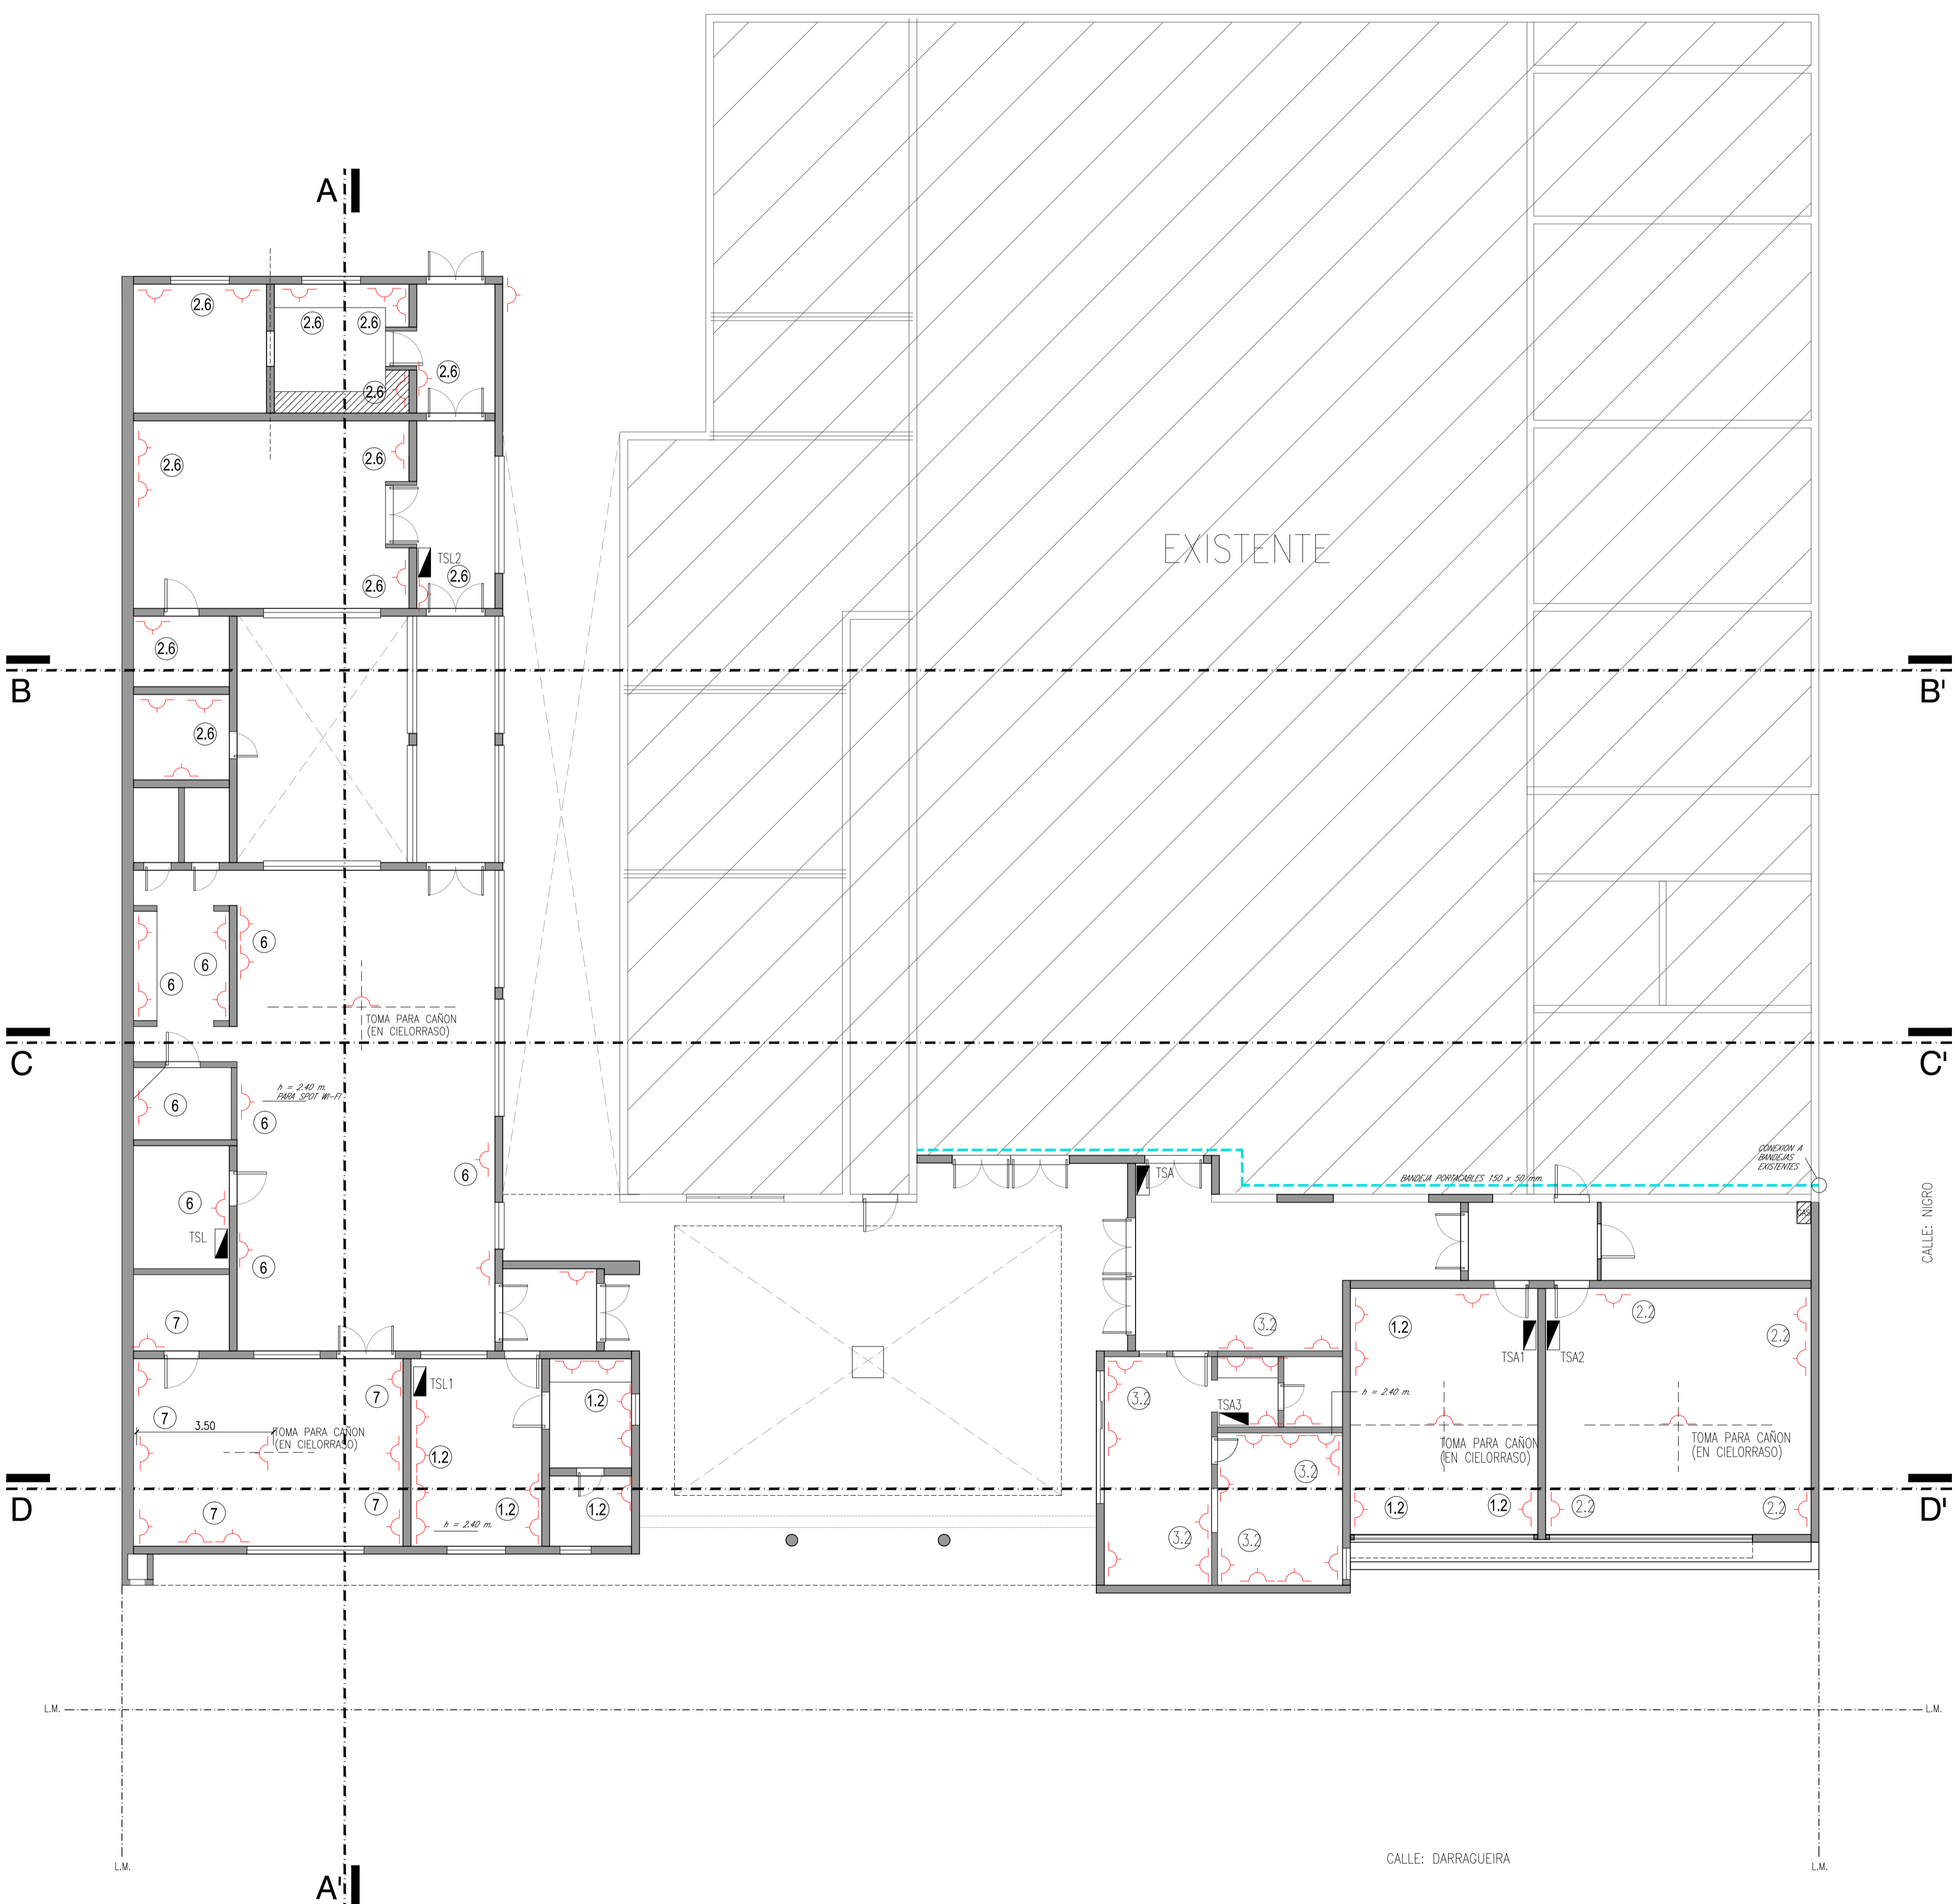 A
2.6
2.6
2.6
2.6
2.6
2.6
2.6
EXISTENTE
TSL2
2.6
2.6
2.6
B
B'
2.6
6
6
6
TOMA PARA CAÑON
(EN CIELORRASO)
C
C'
h = 2.40 m.
PARA SPOT WI-FI
6
6
6
CONEXION A
BANDEJAS
EXISTENTES
TSA
BANDEJA PORTACABLES 150 x 50 mm.
6
GAS
CALLE: NIGRO
TSL
6
7
3.2
1.2
2.2
2.2
TSA1
TSA2
TSL1
7
7
3.50
TOMA PARA CAÑON
(EN CIELORRASO)
1.2
1.2
3.2
h = 2.40 m.
TSA3
TOMA PARA CAÑON
(EN CIELORRASO)
TOMA PARA CAÑON
(EN CIELORRASO)
3.2
D
D'
7
7
1.2
1.2
h = 2.40 m.
3.2
3.2
1.2
1.2
2.2
2.2
L.M.
L.M.
CALLE: DARRAGUEIRA
L.M.
L.M.
A'